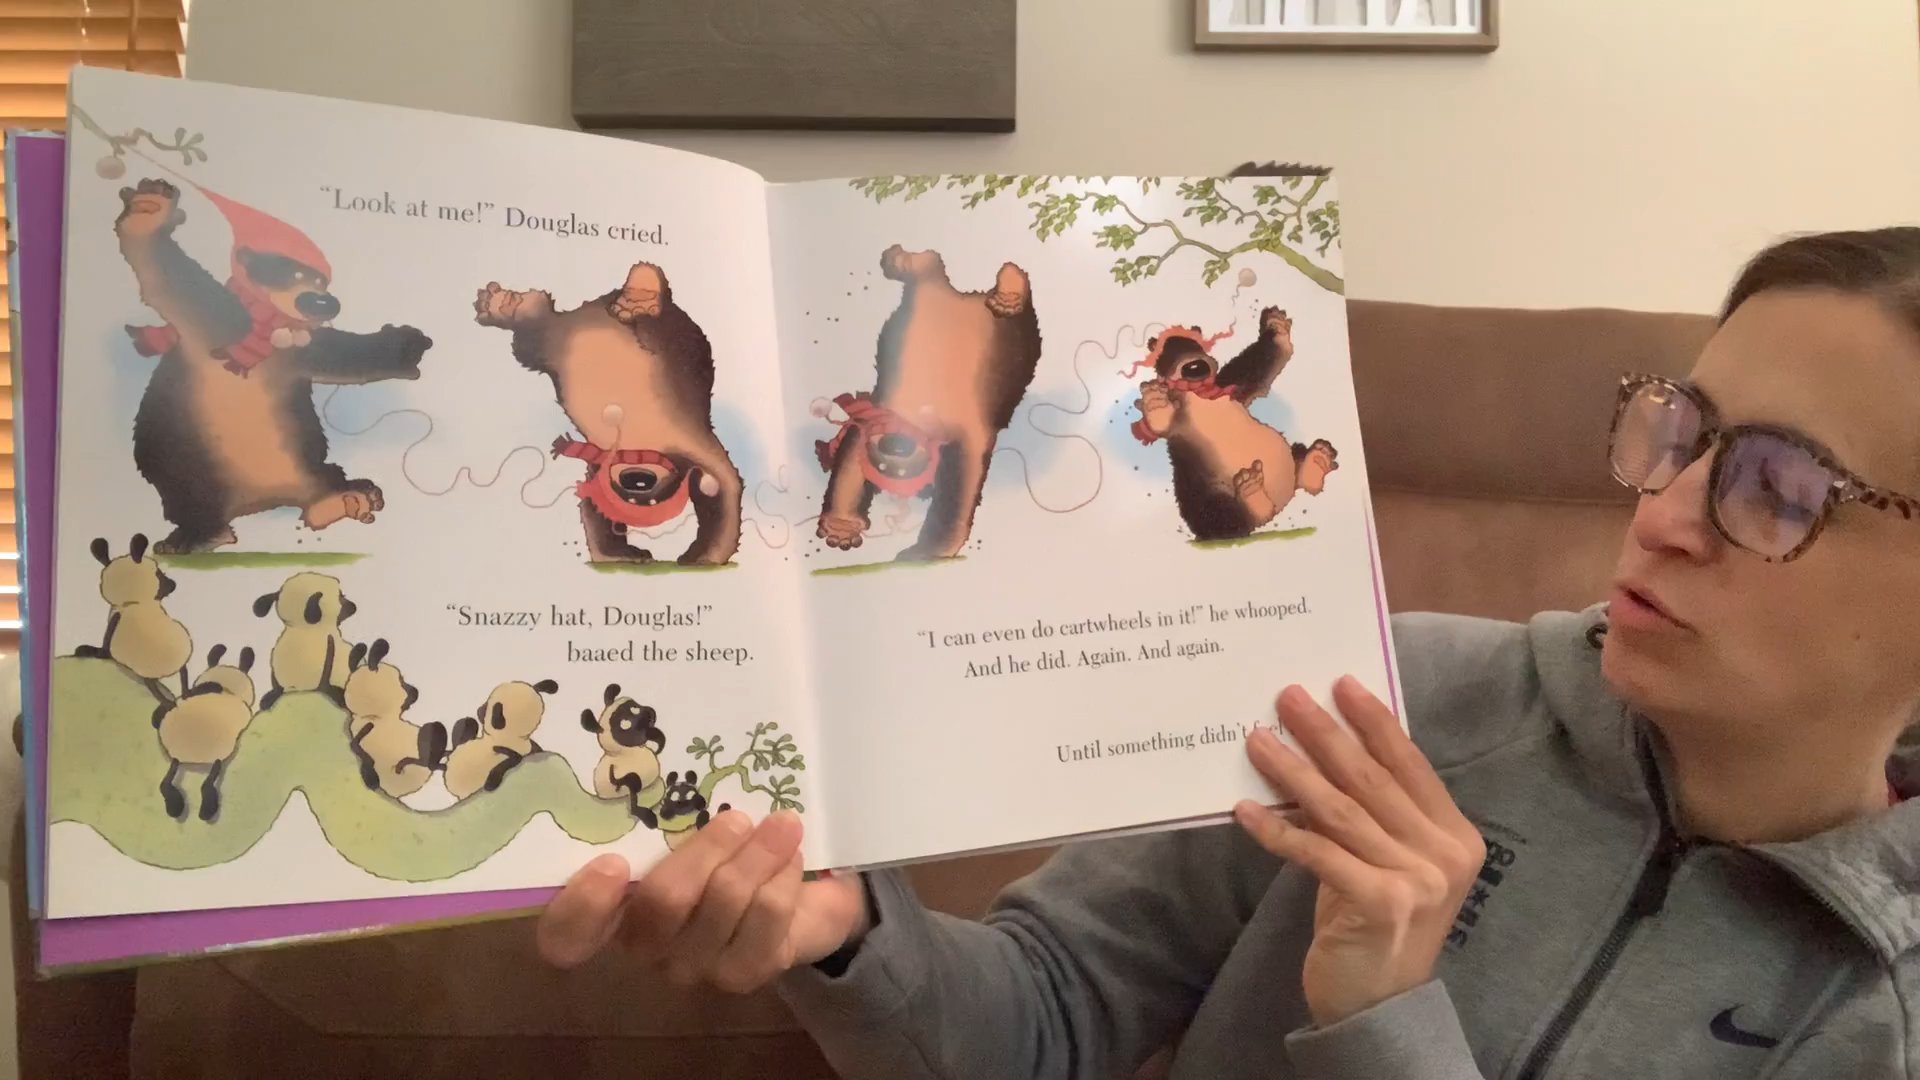 “Look at me!” Douglas cried.
“Snazzy hat, Douglas!”
baaed the sheep.
“I can even do cartwheels in it!” he whooped.
And he did. Again. And again.
Until something didn’t